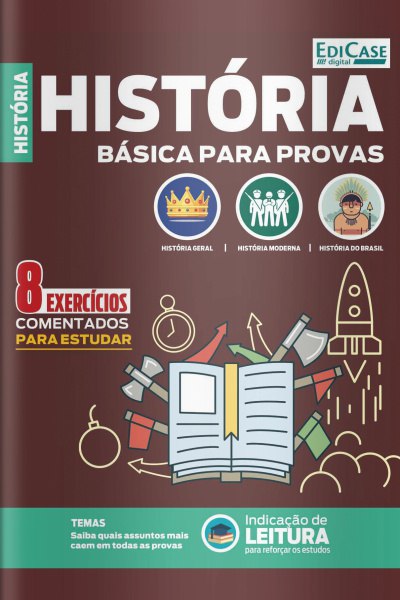 EDICASE
digital
HISTÓRIA
HISTÓRIA
BÁSICA PARA PROVAS
HISTÓRIA GERAL | HISTÓRIA MODERNA | HISTÓRIA DO BRASIL
8 EXERCÍCIOS
COMENTADOS
PARA ESTUDAR
TEMAS
Saiba quais assuntos mais
caem em todas as provas
Indicação de
LEITURA
para reforçar os estudos